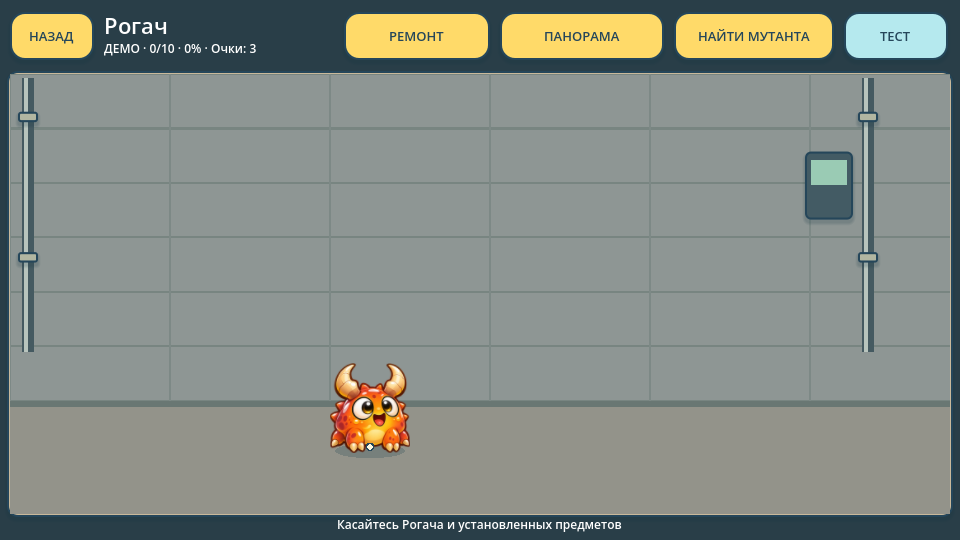 НАЗАД
Рогач
ДЕМО · 0/10 · 0% · Очки: 3
РЕМОНТ
ПАНОРАМА
НАЙТИ МУТАНТА
ТЕСТ
Касайтесь Рогача и установленных предметов